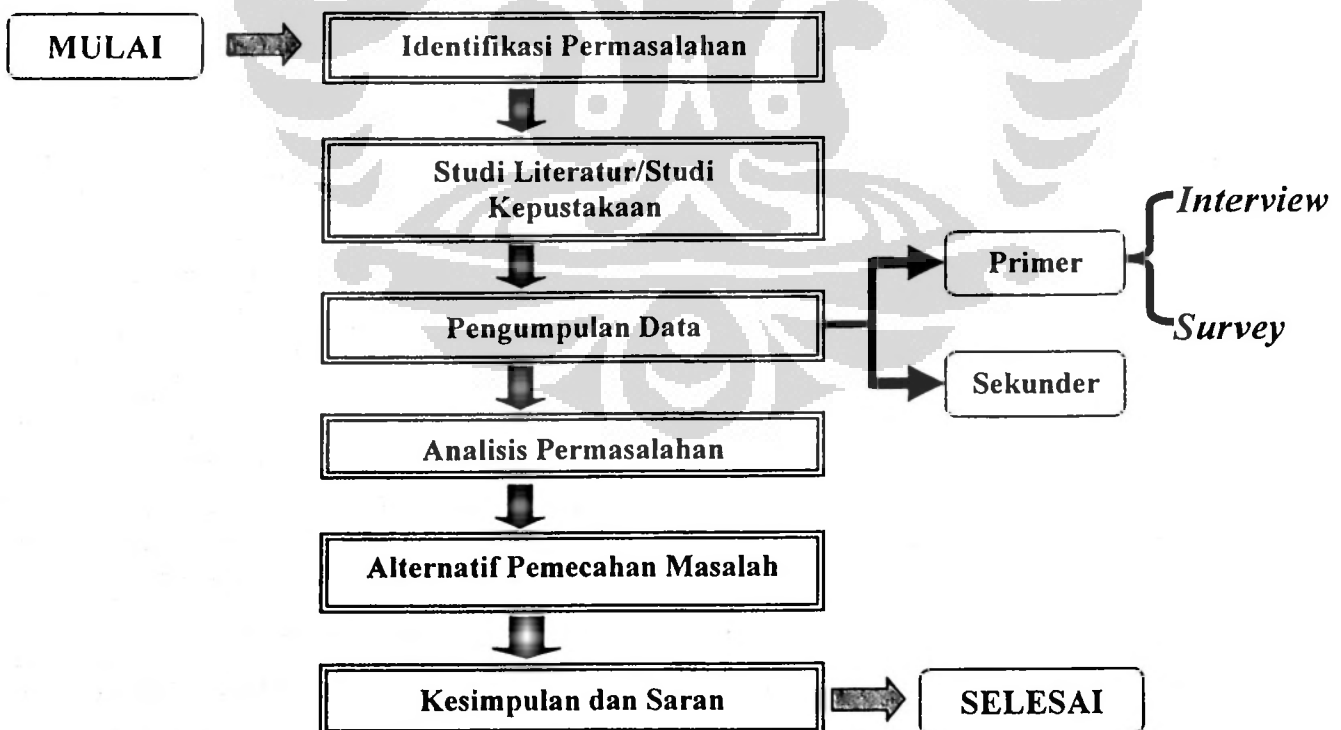 MULAI
Identifikasi Permasalahan
Studi Literatur/Studi
Kepustakaan
Interview
Primer
Pengumpulan Data
Survey
Sekunder
Analisis Permasalahan
Alternatif Pemecahan Masalah
Kesimpulan dan Saran
SELESAI